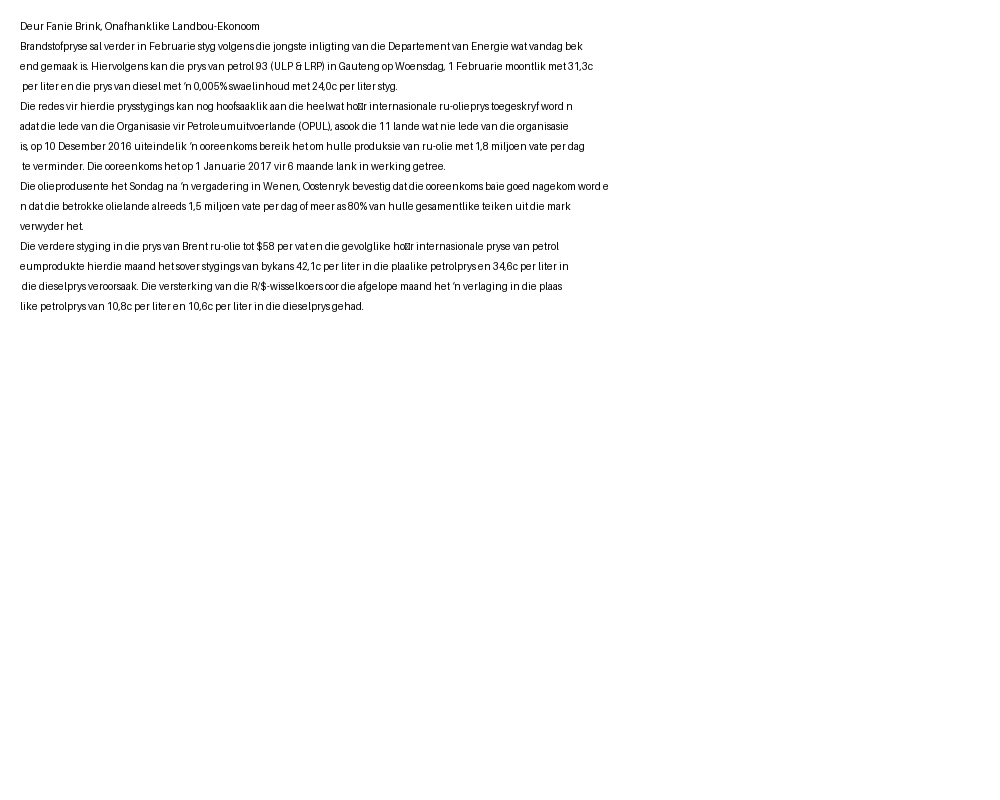 Deur Fanie Brink, Onafhanklike Landbou-Ekonoom
Brandstofpryse sal verder in Februarie styg volgens die jongste inligting van die Departement van Energie wat vandag bek
end gemaak is. Hiervolgens kan die prys van petrol 93 (ULP & LRP) in Gauteng op Woensdag, 1 Februarie moontlik met 31,3c
per liter en die prys van diesel met ‘n 0,005% swaelinhoud met 24,0c per liter styg.
Die redes vir hierdie prysstygings kan nog hoofsaaklik aan die heelwat ho▯r internasionale ru-olieprys toegeskryf word n
adat die lede van die Organisasie vir Petroleumuitvoerlande (OPUL), asook die 11 lande wat nie lede van die organisasie
is, op 10 Desember 2016 uiteindelik ‘n ooreenkoms bereik het om hulle produksie van ru-olie met 1,8 miljoen vate per dag
te verminder. Die ooreenkoms het op 1 Januarie 2017 vir 6 maande lank in werking getree.
Die olieprodusente het Sondag na ‘n vergadering in Wenen, Oostenryk bevestig dat die ooreenkoms baie goed nagekom word e
n dat die betrokke olielande alreeds 1,5 miljoen vate per dag of meer as 80% van hulle gesamentlike teiken uit die mark
verwyder het.
Die verdere styging in die prys van Brent ru-olie tot $58 per vat en die gevolglike ho▯r internasionale pryse van petrol
eumprodukte hierdie maand het sover stygings van bykans 42,1c per liter in die plaalike petrolprys en 34,6c per liter in
die dieselprys veroorsaak. Die versterking van die R/$-wisselkoers oor die afgelope maand het ‘n verlaging in die plaas
like petrolprys van 10,8c per liter en 10,6c per liter in die dieselprys gehad.